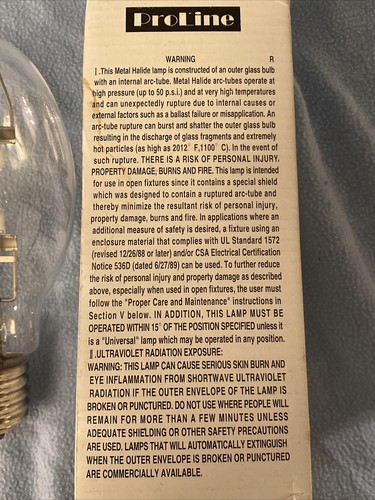 ProLine
WARNING R
I .This Metal Halide lamp is constructed of an outer glass bulb
with an internal arc-tube. Metal Halide arc-tubes operate at
high pressure (up to 50 p.s.i.) and at very high temperatures
and can unexpectedly rupture due to internal causes or
external factors such as a ballast failure or misapplication. An
arc-tube rupture can burst and shatter the outer glass bulb
resulting in the discharge of glass fragments and extremely
hot particles (as high as 2012° F,1100° C). In the event of
such rupture. THERE IS A RISK OF PERSONAL INJURY,
PROPERTY DAMAGE; BURNS AND FIRE. This lamp is intended
for use in open fixtures since it contains a special shield
which was designed to contain a ruptured arc-tube and
thereby minimize the resultant risk of personal injury,
property damage, burns and fire. In applications where an
additional measure of safety is desired, a fixture using an
enclosure material that complies with UL Standard 1572
(revised 12/26/88 or later) and/or CSA Electrical Certification
Notice 536D (dated 6/27/89) can be used. To further reduce
the risk of personal injury and property damage as described
above, especially when used in open fixtures, the user must
follow the "Proper Care and Maintenance" instructions in
Section V below. IN ADDITION, THIS LAMP MUST BE
OPERATED WITHIN 15° OF THE POSITION SPECIFIED unless it
is a "Universal" lamp which may be operated in any position.
II .ULTRAVIOLET RADIATION EXPOSURE:
WARNING: THIS LAMP CAN CAUSE SERIOUS SKIN BURN AND
EYE INFLAMMATION FROM SHORTWAVE ULTRAVIOLET
RADIATION IF THE OUTER ENVELOPE OF THE LAMP IS
BROKEN OR PUNCTURED. DO NOT USE WHERE PEOPLE WILL
REMAIN FOR MORE THAN A FEW MINUTES UNLESS
ADEQUATE SHIELDING OR OTHER SAFETY PRECAUTIONS
ARE USED. LAMPS THAT WILL AUTOMATICALLY EXTINGUISH
WHEN THE OUTER ENVELOPE IS BROKEN OR PUNCTURED
ARE COMMERCIALLY AVAILABLE.